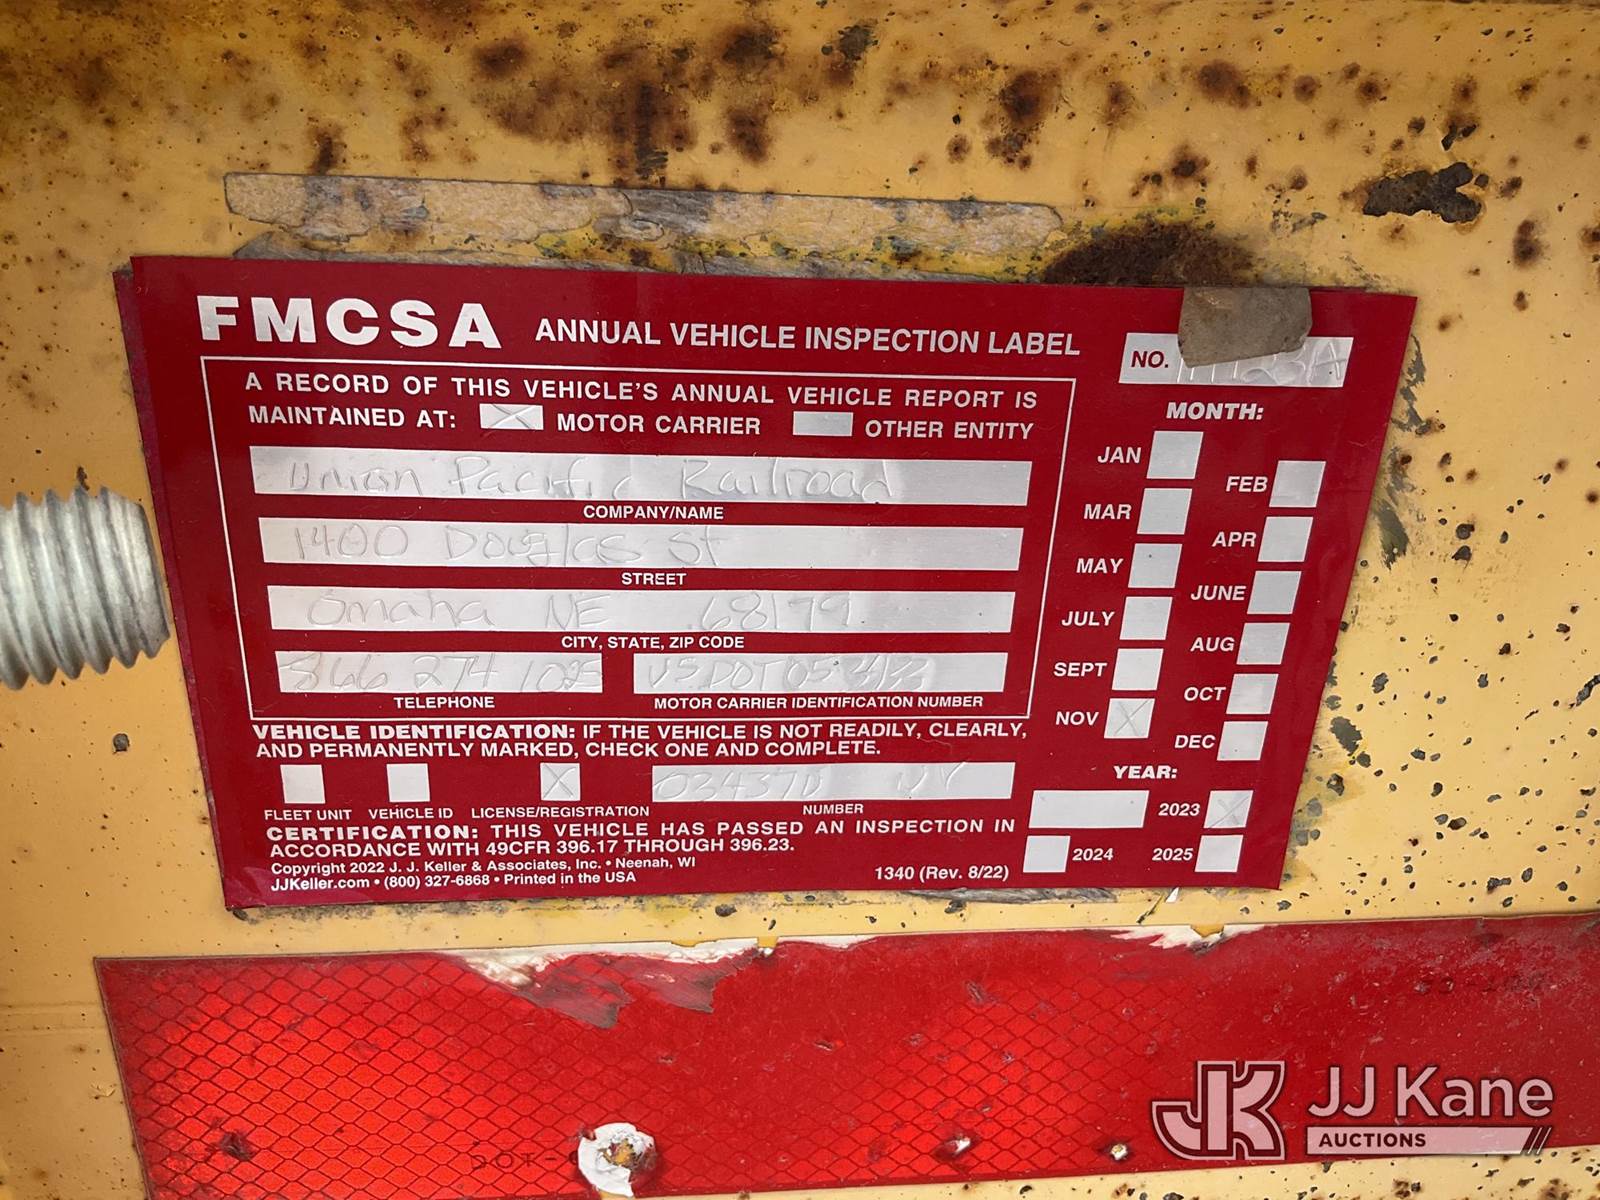 FMCSA ANNUAL VEHICLE INSPECTION LABEL
NO.
A RECORD OF THIS VEHICLE'S ANNUAL VEHICLE REPORT IS
MAINTAINED AT: MOTOR CARRIER OTHER ENTITY
Union Pacific Railroad
COMPANY/NAME
1400 Douglas St
STREET
Omaha NE 68179
CITY, STATE, ZIP CODE
866 274 1025
TELEPHONE
MOTOR CARRIER IDENTIFICATION NUMBER
VEHICLE IDENTIFICATION: IF THE VEHICLE IS NOT READILY, CLEARLY,
AND PERMANENTLY MARKED, CHECK ONE AND COMPLETE.
FLEET UNIT VEHICLE ID LICENSE/REGISTRATION NUMBER
CERTIFICATION: THIS VEHICLE HAS PASSED AN INSPECTION IN
ACCORDANCE WITH 49CFR 396.17 THROUGH 396.23.
Copyright 2022 J. J. Keller & Associates, Inc. • Neenah, WI
JJKeller.com • (800) 327-6868 • Printed in the USA
1340 (Rev. 8/22)
MONTH:
JAN
FEB
MAR
APR
MAY
JUNE
JULY
AUG
SEPT
OCT
NOV X
DEC
YEAR:
2023 X
2024 2025
JK JJ Kane
AUCTIONS